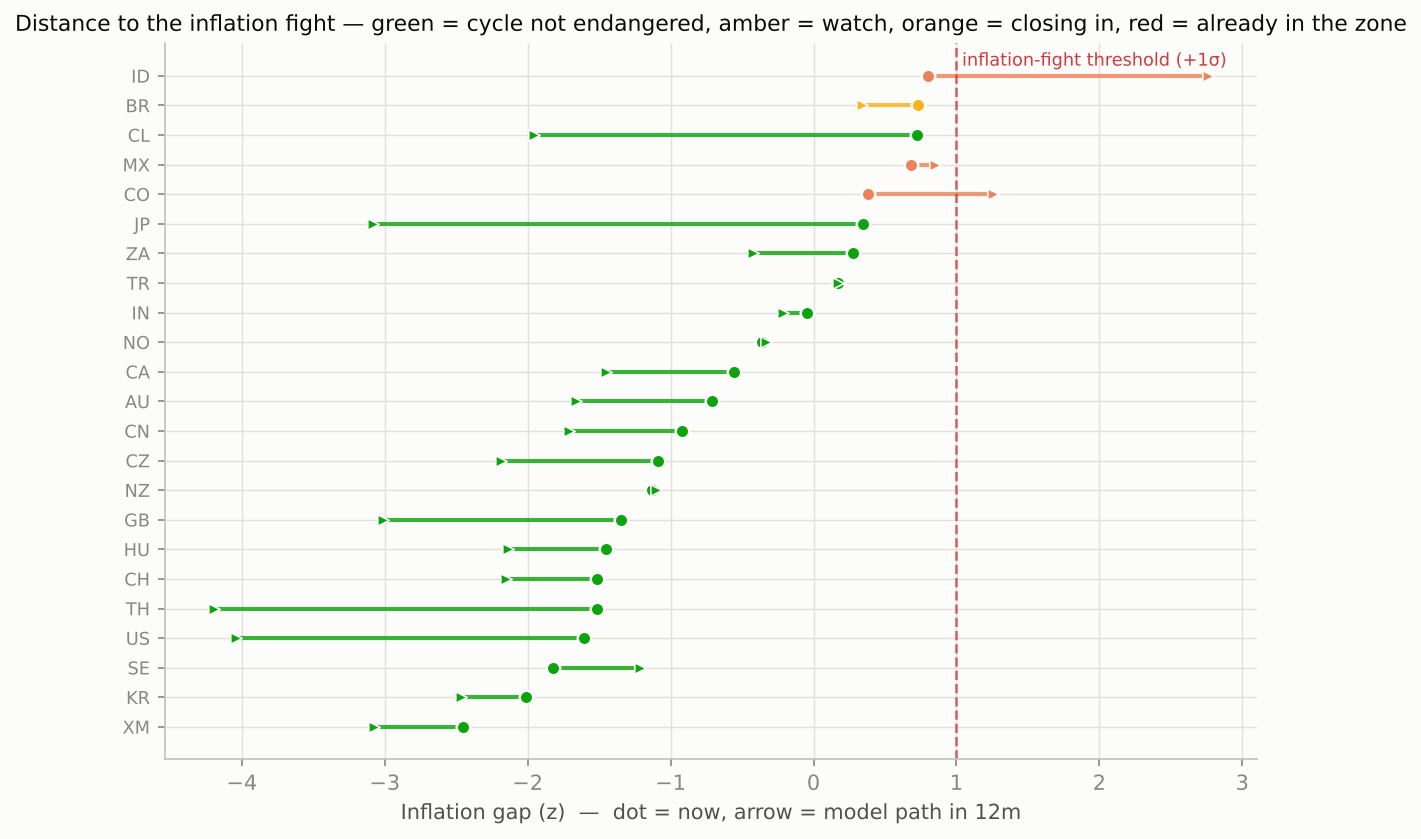 Distance to the inflation fight — green = cycle not endangered, amber = watch, orange = closing in, red = already in the zone
inflation-fight threshold (+1σ)
ID
BR
CL
MX
CO
JP
ZA
TR
IN
NO
CA
AU
CN
CZ
NZ
GB
HU
CH
TH
US
SE
KR
XM
−4 −3 −2 −1 0 1 2 3
Inflation gap (z) — dot = now, arrow = model path in 12m